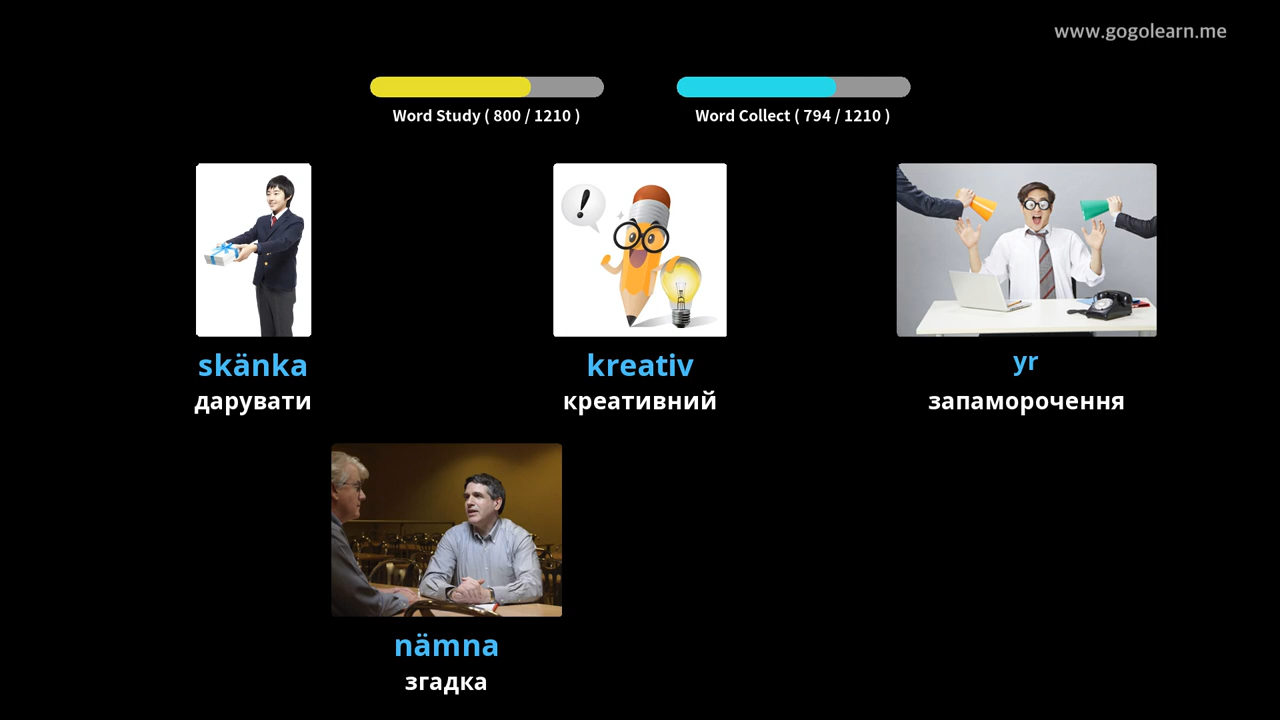 www.gogolearn.me
Word Study ( 800 / 1210 )
Word Collect ( 794 / 1210 )
skänka
дарувати
kreativ
креативний
yr
запаморочення
nämna
згадка